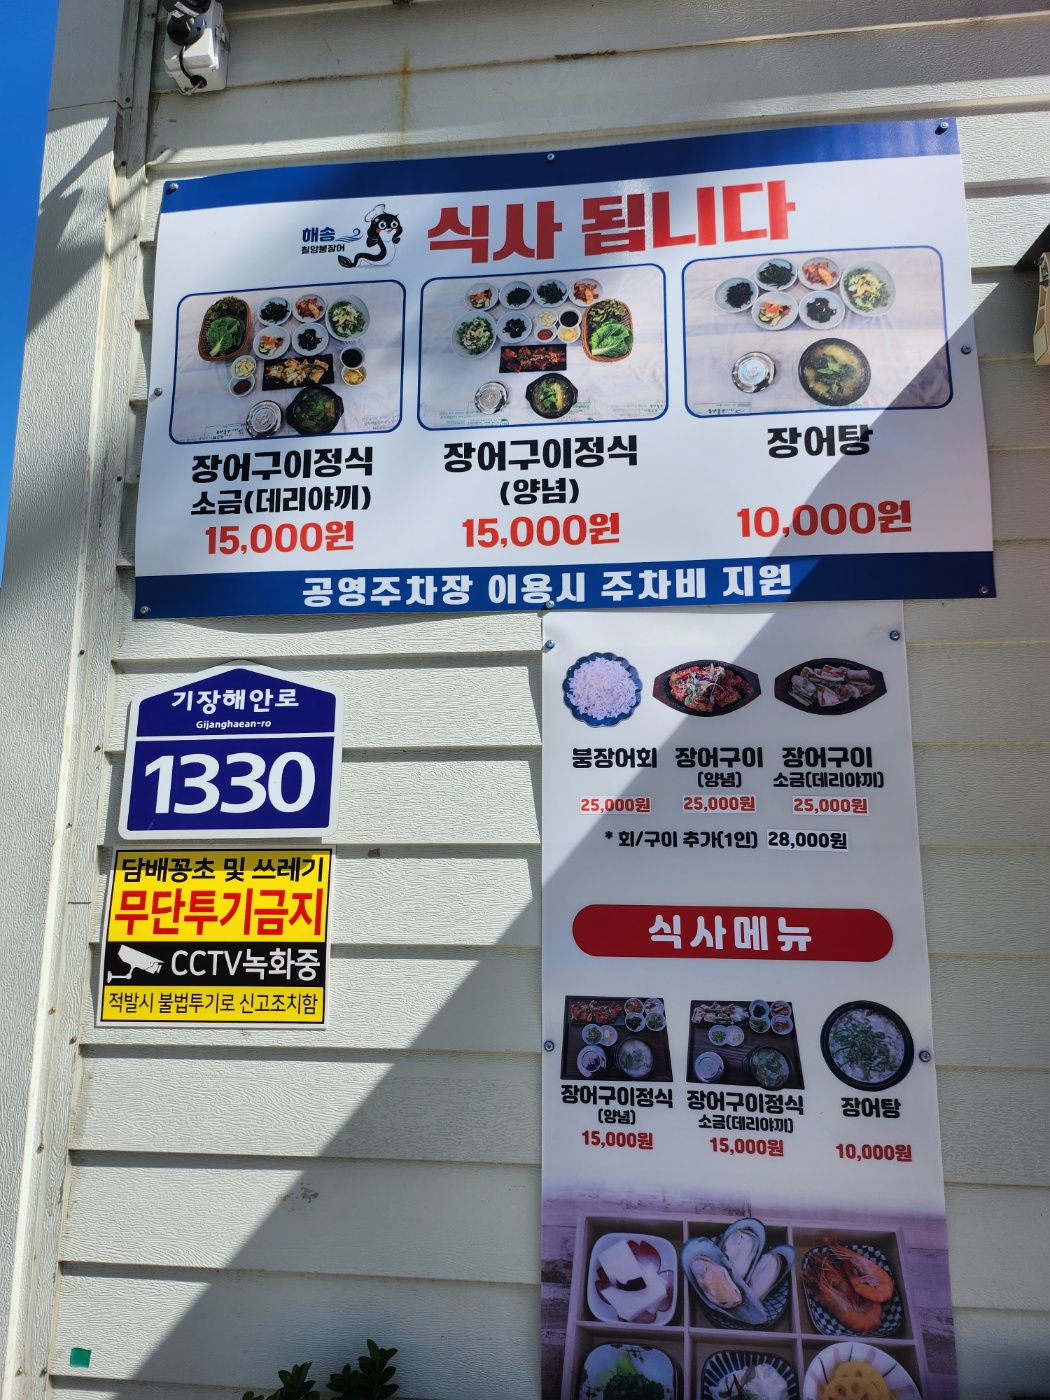 해송
칠암붕장어
식사 됩니다
장어구이정식
소금(데리야끼)
15,000원
장어구이정식
(양념)
15,000원
장어탕
10,000원
공영주차장 이용시 주차비 지원
기장해안로
Gijanghaean-ro
1330
담배꽁초 및 쓰레기
무단투기금지
CCTV녹화중
적발시 불법투기로 신고조치함
붕장어회
25,000원
장어구이
(양념)
25,000원
장어구이
소금(데리야끼)
25,000원
* 회/구이 추가(1인) 28,000원
식사메뉴
장어구이정식
(양념)
15,000원
장어구이정식
소금(데리야끼)
15,000원
장어탕
10,000원